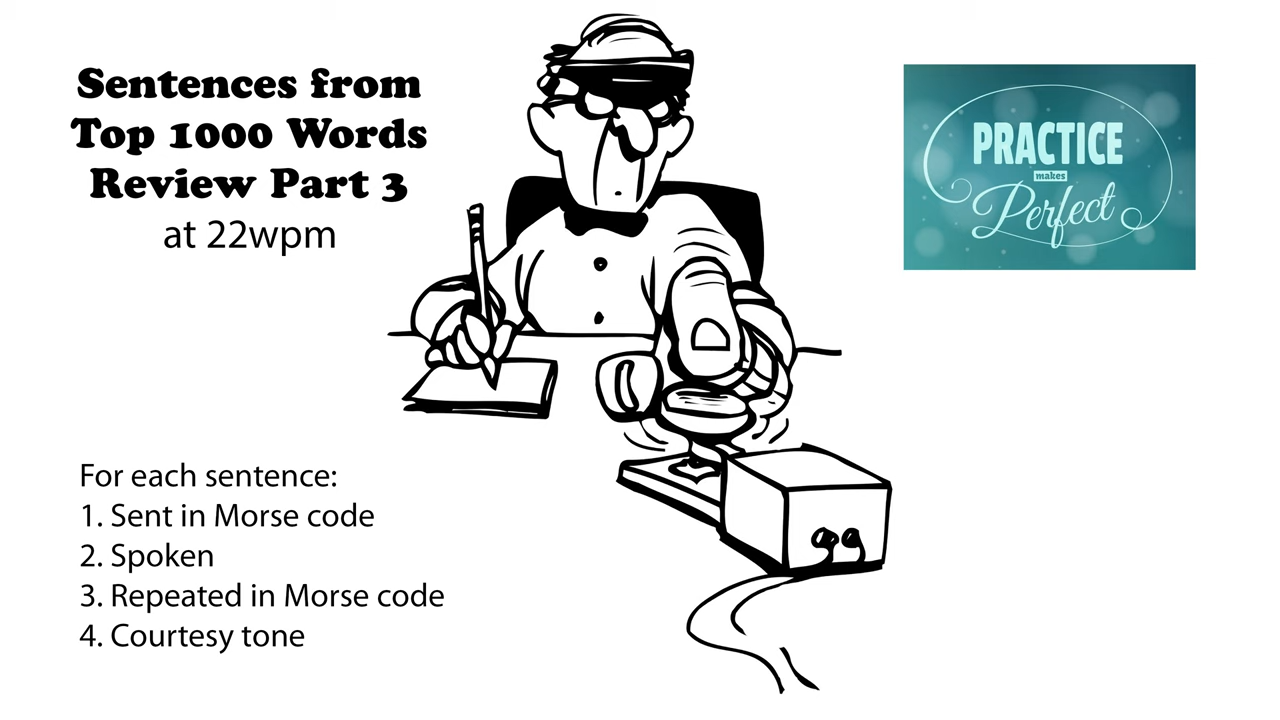 Sentences from
Top 1000 Words
Review Part 3
at 22wpm
PRACTICE
makes
Perfect
For each sentence:
1. Sent in Morse code
2. Spoken
3. Repeated in Morse code
4. Courtesy tone